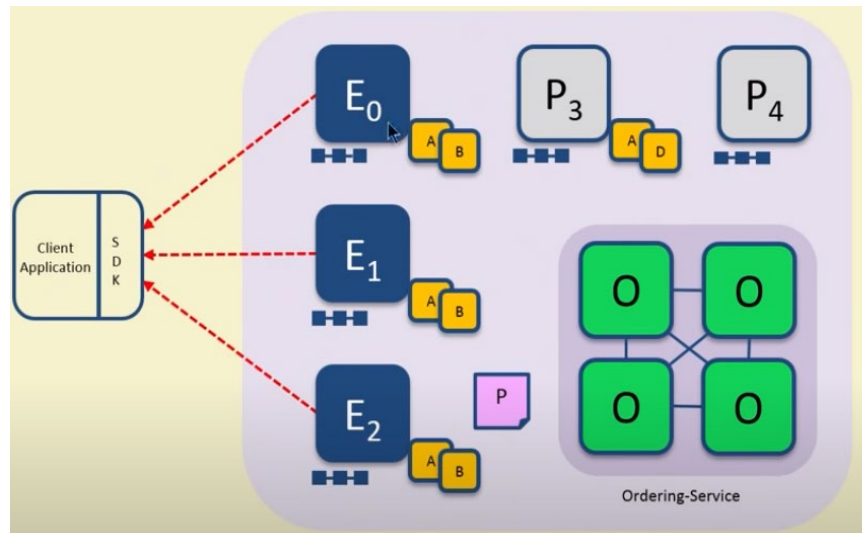 E0
A
B
P3
A
D
P4
Client
Application
S
D
K
E1
A
B
E2
A
B
P
O
O
O
O
Ordering-Service